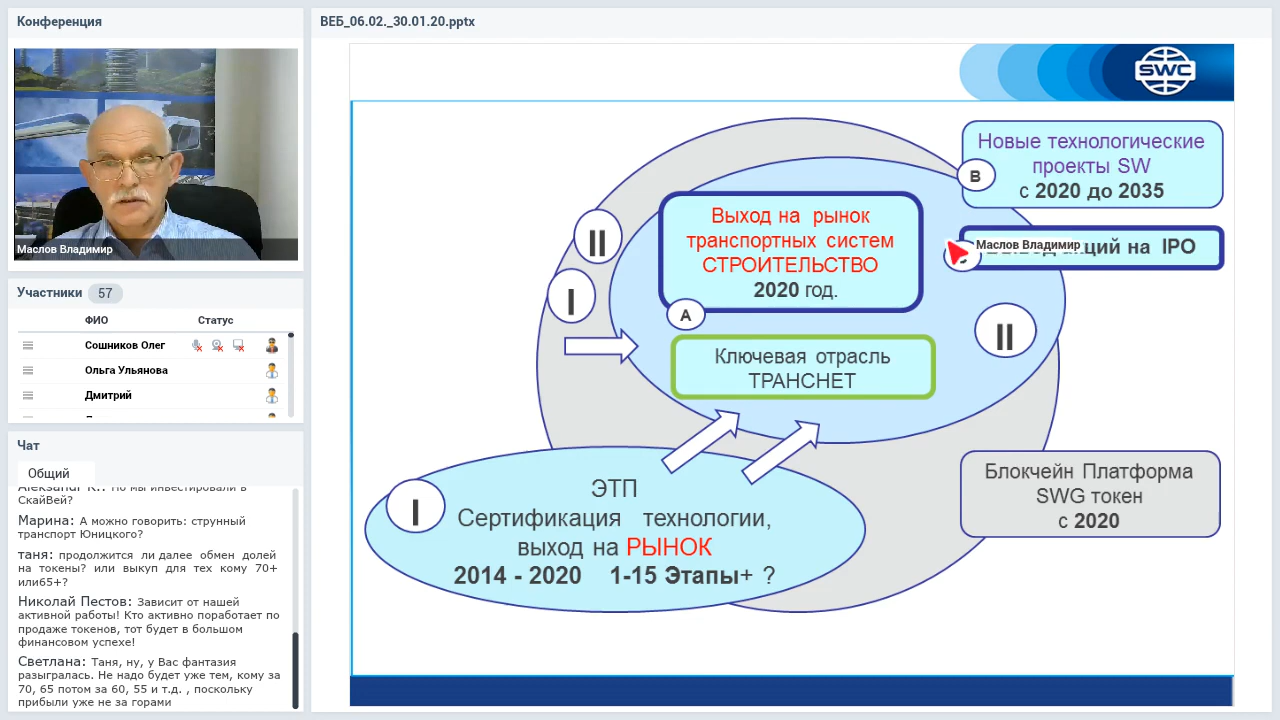 Конференция
Маслов Владимир
Участники 57
ФИО Статус
Сошников Олег
Ольга Ульянова
Дмитрий
Чат
Общий
СкайВей?
Марина: А можно говорить: струнный
транспорт Юницкого?
таня: продолжится ли далее обмен долей
на токены? или выкуп для тех кому 70+
или65+?
Николай Пестов: Зависит от нашей
активной работы! Кто активно поработает по
продаже токенов, тот будет в большом
финансовом успехе!
Светлана: Таня, ну, у Вас фантазия
разыгралась. Не надо будет уже тем, кому за
70, 65 потом за 60, 55 и т.д. , поскольку
прибыли уже не за горами
ВЕБ_06.02._30.01.20.pptx
SWC
Новые технологические
проекты SW
с 2020 до 2035
В
Маслов Владимир
акций на IPO
Выход на рынок
транспортных систем
СТРОИТЕЛЬСТВО
2020 год.
А
II
I
Ключевая отрасль
ТРАНСНЕТ
II
I
ЭТП
Сертификация технологии,
выход на РЫНОК
2014 - 2020 1-15 Этапы+ ?
Блокчейн Платформа
SWG токен
с 2020